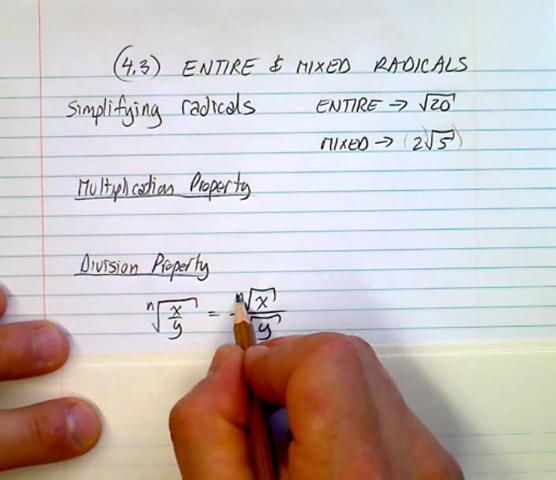 (4.3) ENTIRE & MIXED RADICALS
Simplifying radicals ENTIRE → √20
MIXED → (2√5)
Multiplication Property
Division Property
ⁿ√(x/y) = ⁿ√x / √y